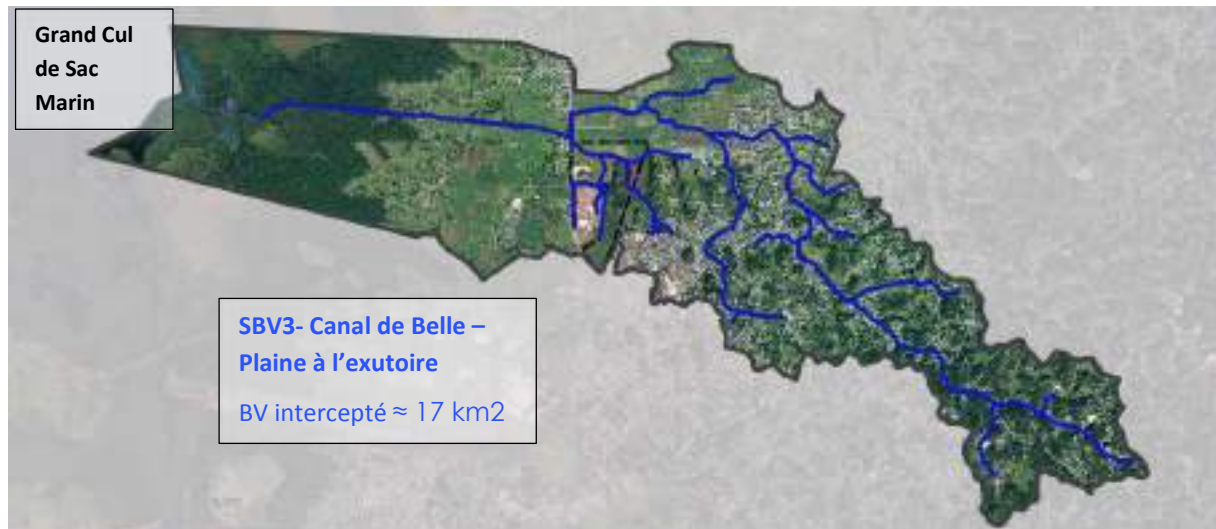 Grand Cul
de Sac
Marin
SBV3- Canal de Belle –
Plaine à l’exutoire
BV intercepté ≈ 17 km2